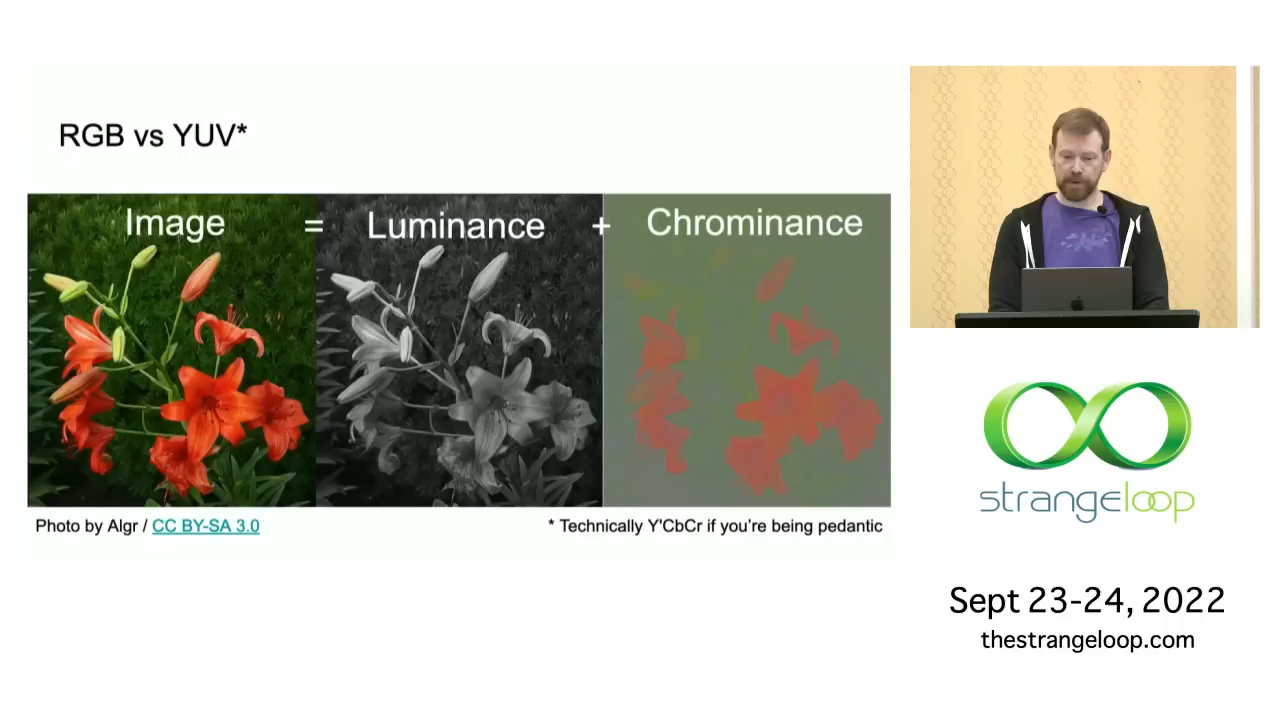 RGB vs YUV*
Image = Luminance + Chrominance
Photo by Algr / CC BY-SA 3.0
* Technically Y'CbCr if you're being pedantic
strangeloop
Sept 23-24, 2022
thestrangeloop.com